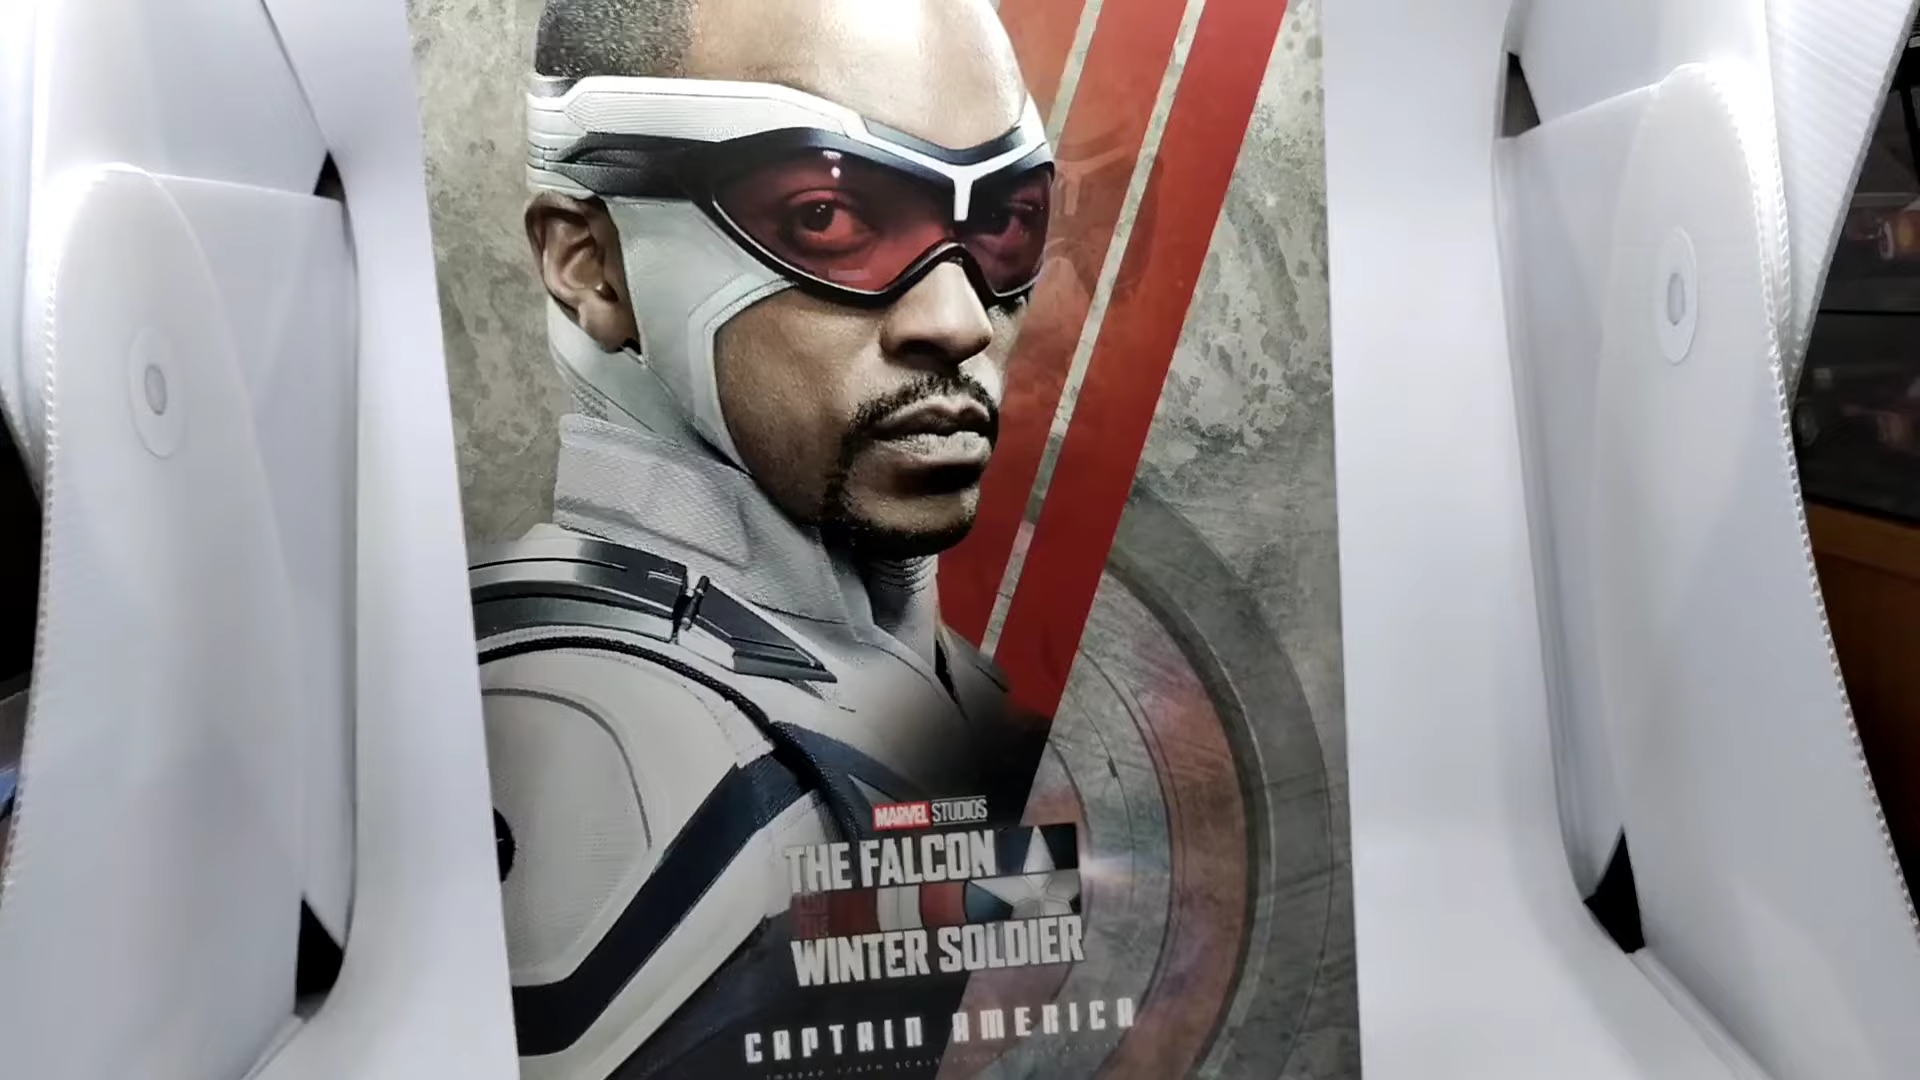 MARVEL STUDIOS
THE FALCON
WINTER SOLDIER
CAPTAIN AMERICA